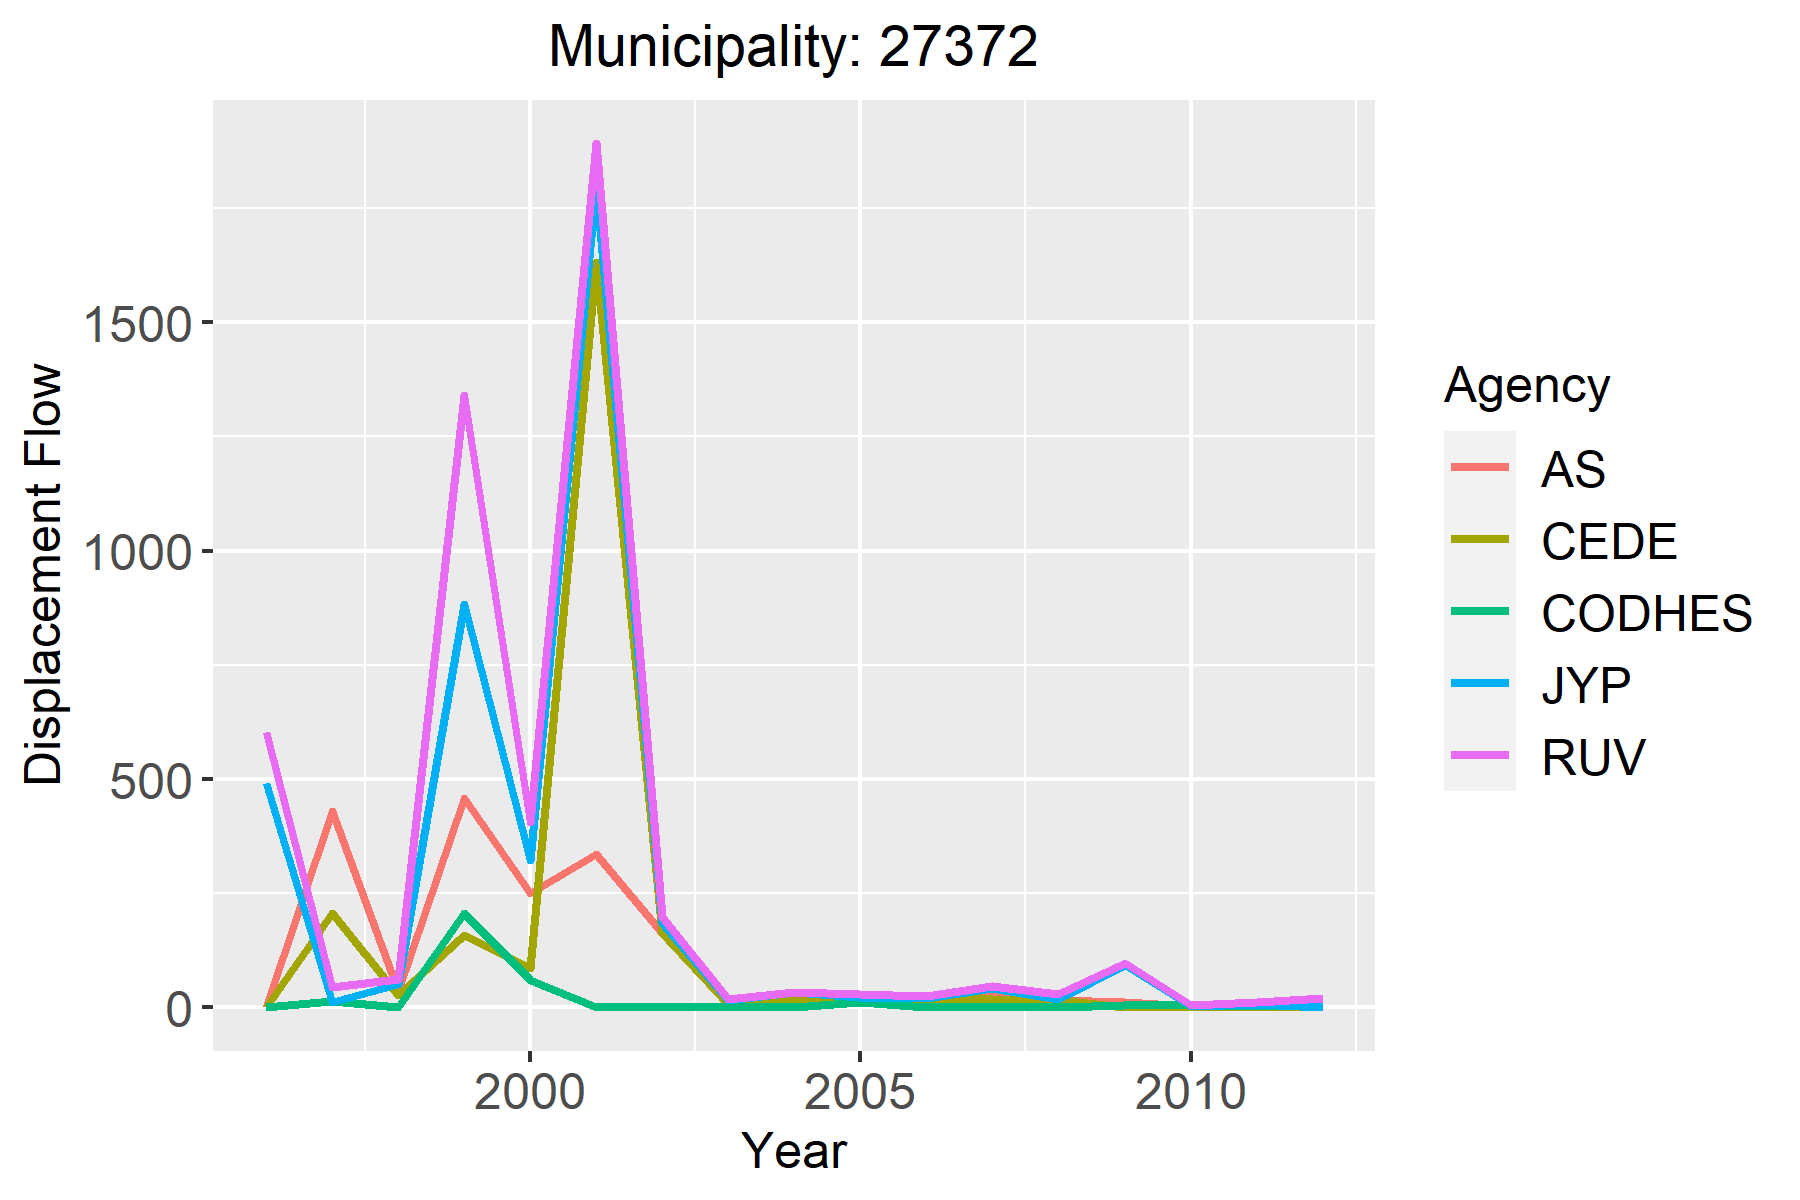 Municipality: 27372
Displacement Flow
1500
1000
500
0
2000 2005 2010
Year
Agency
AS
CEDE
CODHES
JYP
RUV